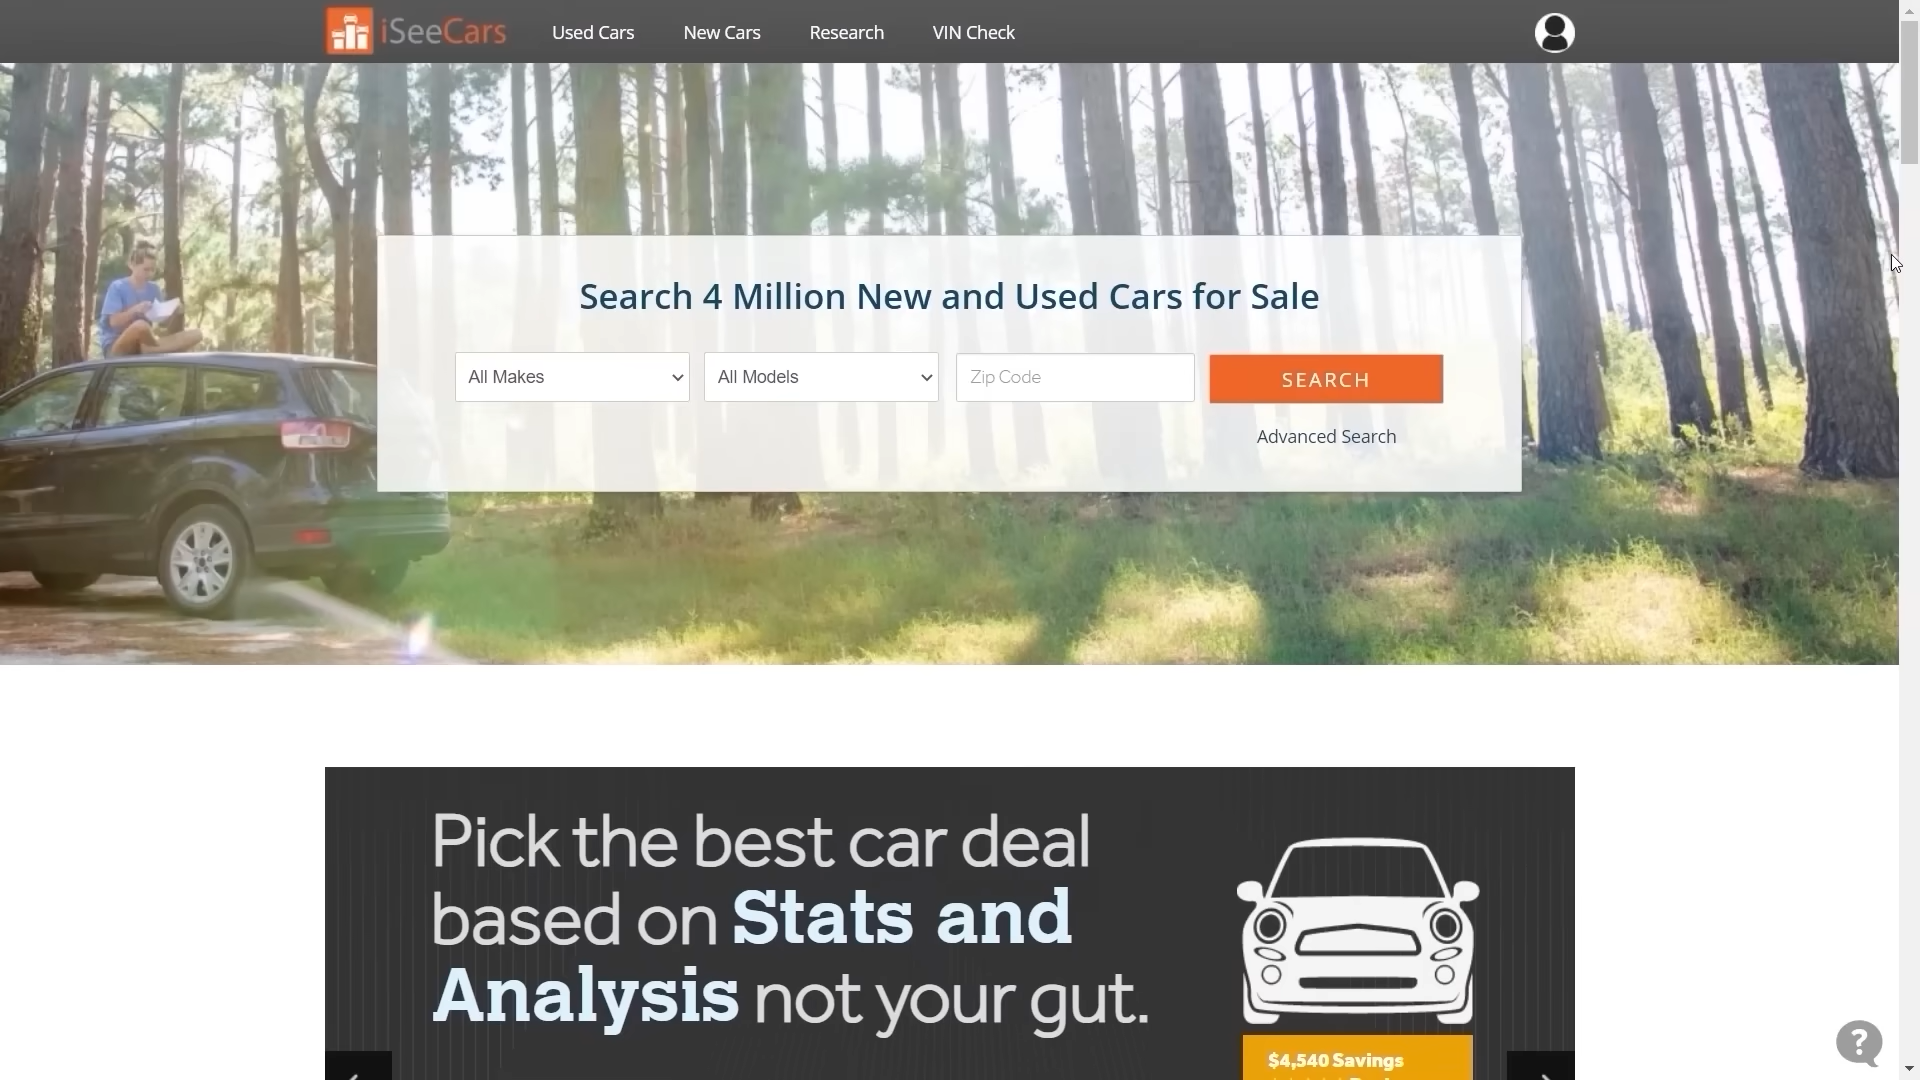 iSeeCars
Used Cars
New Cars
Research
VIN Check
Search 4 Million New and Used Cars for Sale
All Makes
All Models
Zip Code
SEARCH
Advanced Search
Pick the best car deal
based on Stats and
Analysis not your gut.
$4,540 Savings
?